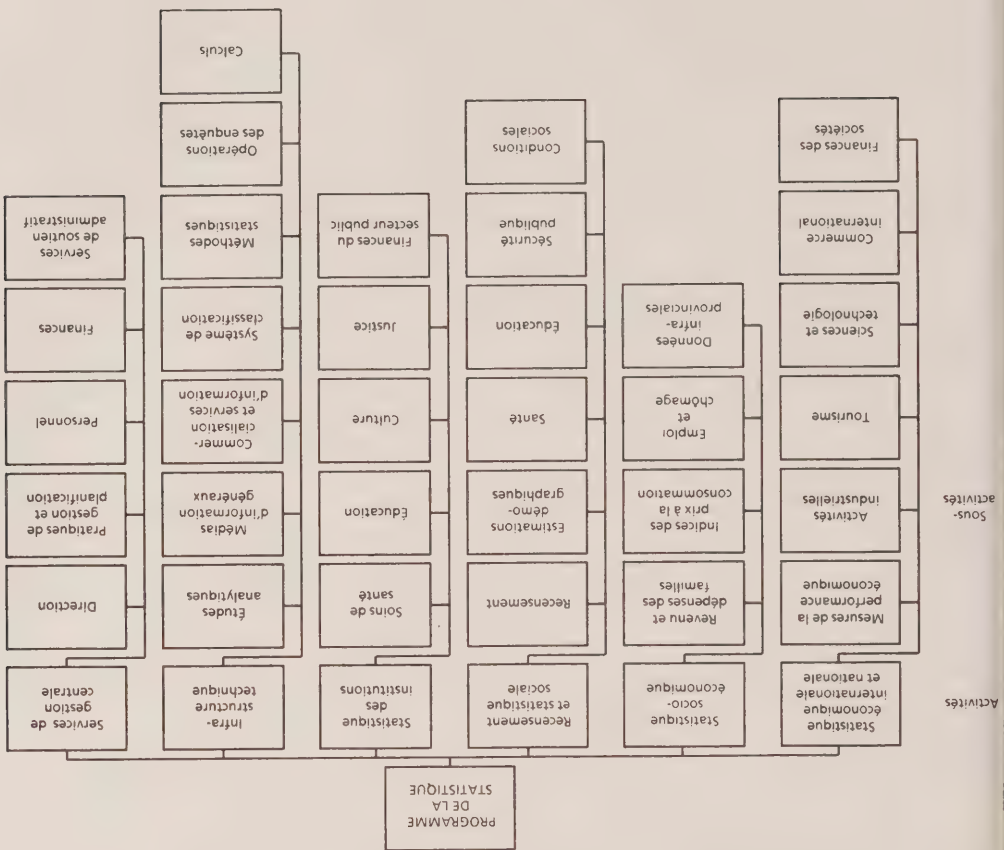 PROGRAMME
DE LA
STATISTIQUE
Activités
Statistique
économique
internationale
et nationale
Statistique
socio-
économique
Recensement
et statistique
sociale
Statistique
des
institutions
Infra-
structure
technique
Services de
gestion
centrale
Sous-
activités
Mesures de la
performance
économique
Activités
industrielles
Tourisme
Sciences et
technologie
Commerce
international
Finances des
sociétés
Revenu et
dépenses des
familles
Indices des
prix à la
consommation
Emploi
et
chômage
Données
infra-
provinciales
Recensement
Estimations
démo-
graphiques
Santé
Éducation
Sécurité
publique
Conditions
sociales
Soins de
santé
Éducation
Culture
Justice
Finances du
secteur public
Études
analytiques
Médias
d'information
généraux
Commer-
cialisation
et services
d'information
Système de
classification
Méthodes
statistiques
Opérations
des enquêtes
Calculs
Direction
Pratiques de
gestion et
planification
Personnel
Finances
Services
de soutien
administratif